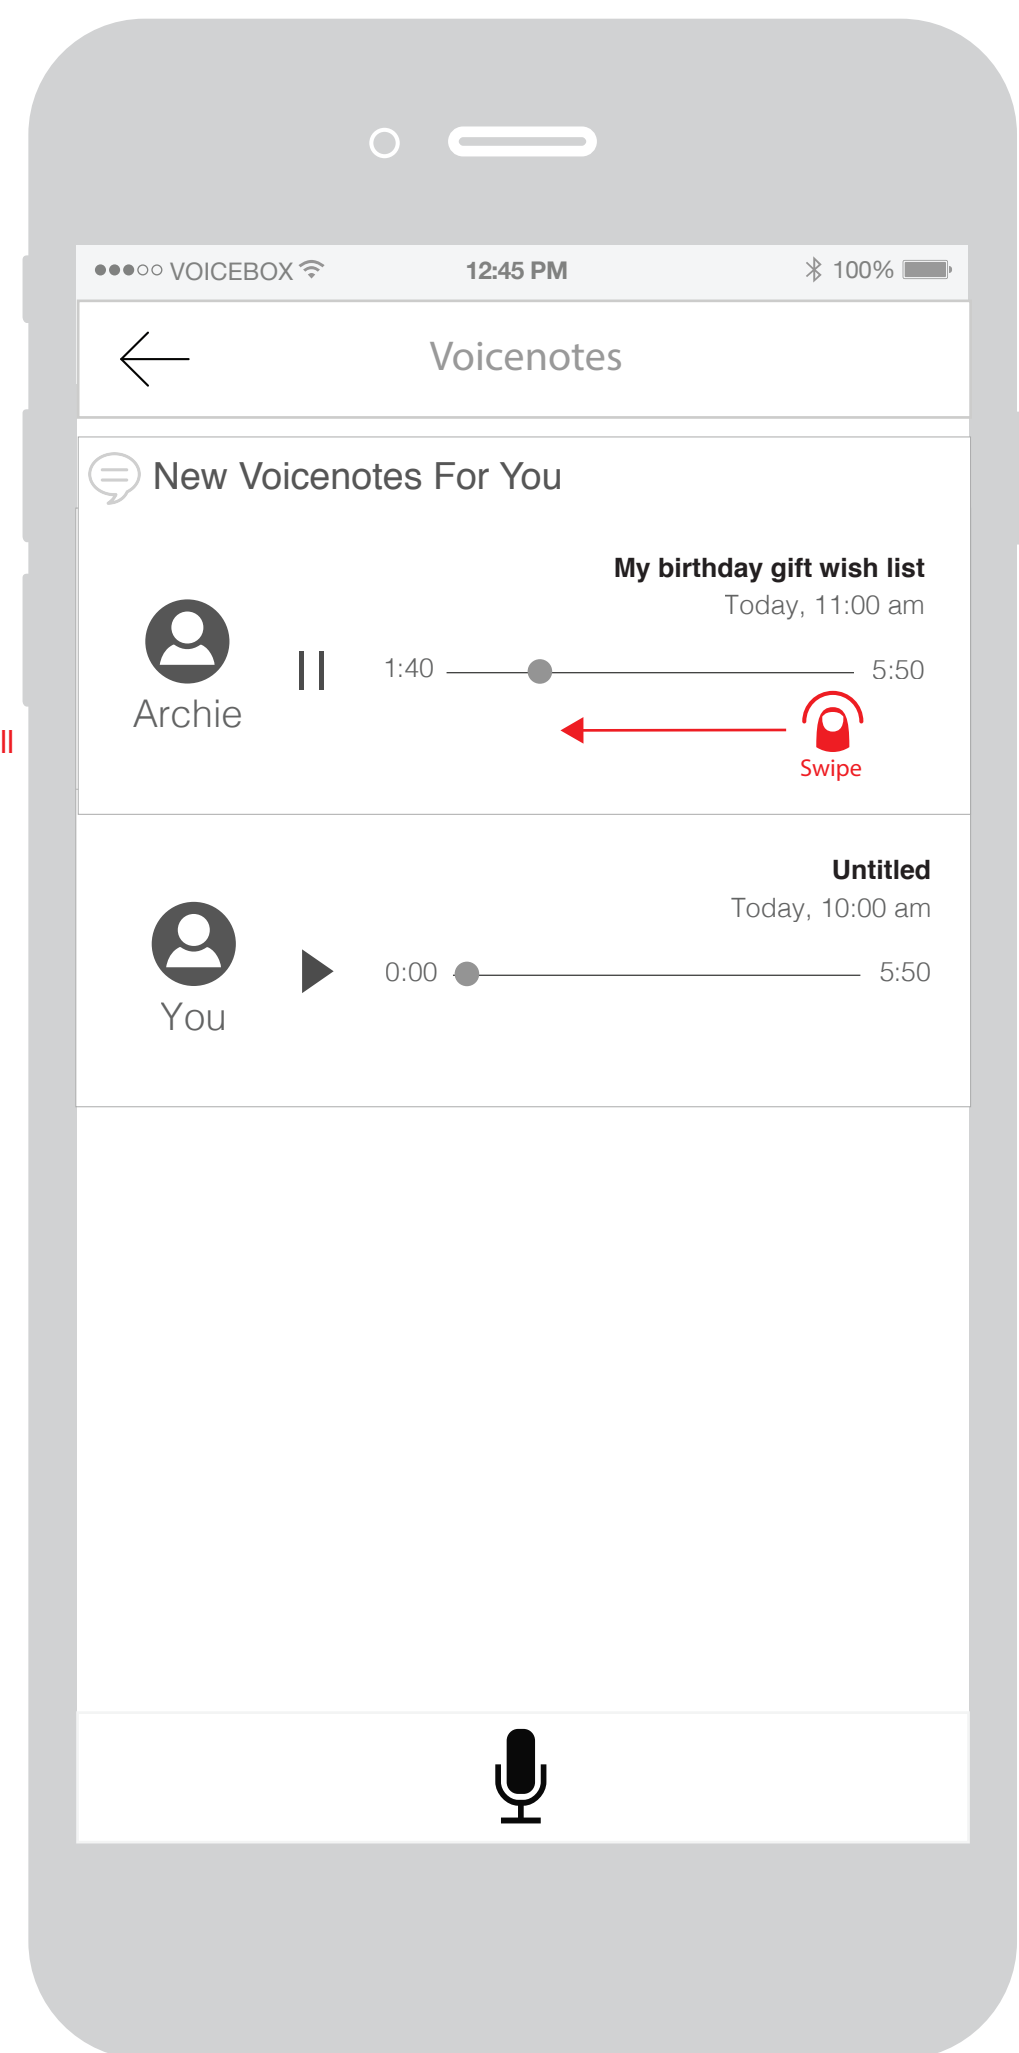 VOICEBOX 12:45 PM 100%
Voicenotes
New Voicenotes For You
My birthday gift wish list
Today, 11:00 am
1:40 5:50
Archie
Swipe
Untitled
Today, 10:00 am
0:00 5:50
You